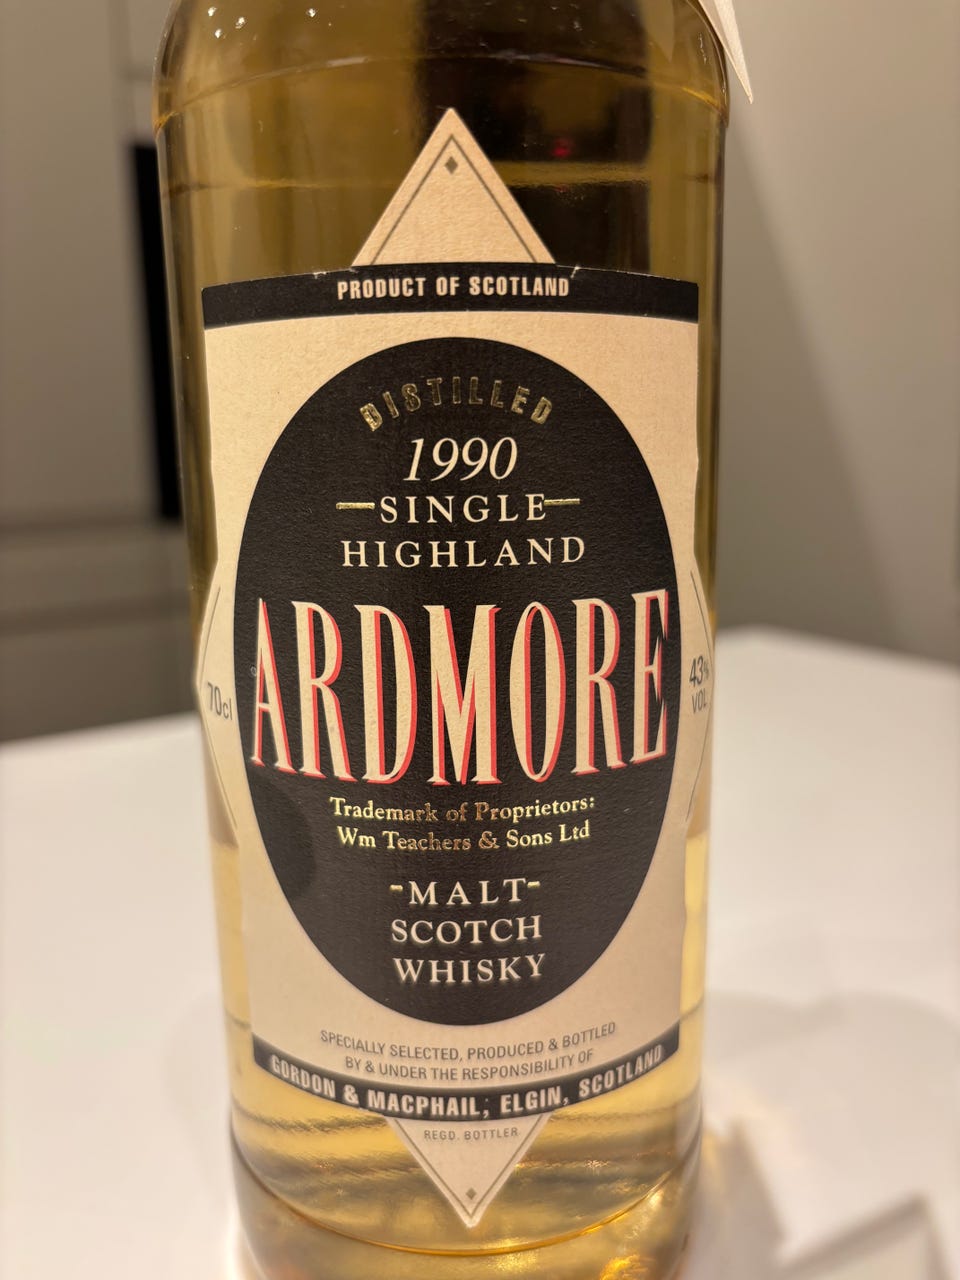 PRODUCT OF SCOTLAND
DISTILLED
1990
SINGLE
HIGHLAND
ARDMORE
70cl
43%
VOL
Trademark of Proprietors:
Wm Teachers & Sons Ltd
-MALT-
SCOTCH
WHISKY
SPECIALLY SELECTED, PRODUCED & BOTTLED
BY & UNDER THE RESPONSIBILITY OF
GORDON & MACPHAIL, ELGIN, SCOTLAND
REGD. BOTTLER